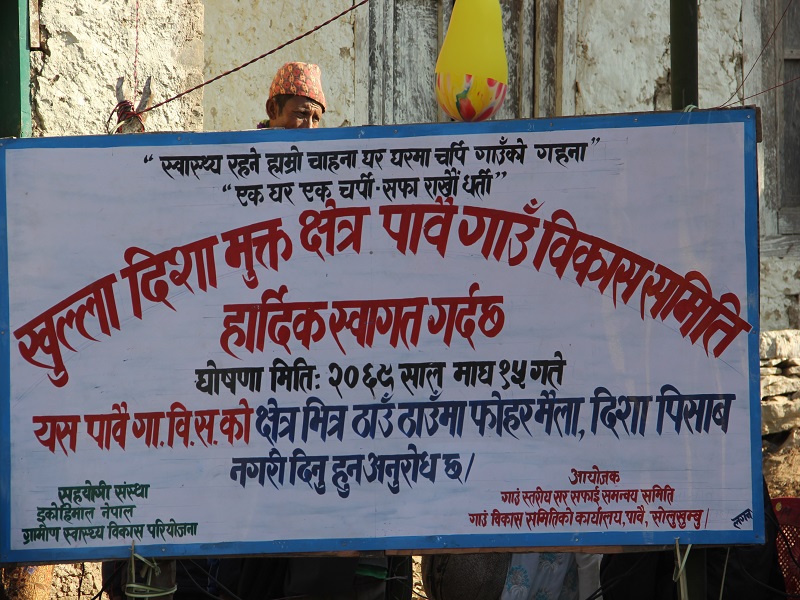 “स्वास्थ्य रहने हाम्रो चाहना घर घरमा चर्पि गाउँको गहना”
“एक घर एक चर्पी-सफा राखौं धर्ती”
खुल्ला दिशा मुक्त क्षेत्र पावै गाउँ विकास समिति
हार्दिक स्वागत गर्दछ
घोषणा मितिः २०६९ साल माघ १५ गते
यस पावै गा.वि.स.को क्षेत्र भित्र ठाउँ ठाउँमा फोहर मैला, दिशा पिसाब
नगरी दिनु हुन अनुरोध छ।
सहयोगी संस्था
इकोहिमाल नेपाल
ग्रामीण स्वास्थ्य विकास परियोजना
आयोजक
गाउँ स्तरीय सर सफाई समन्वय समिति
गाउँ विकास समितिको कार्यालय, पावै, सोलुखुम्बु।